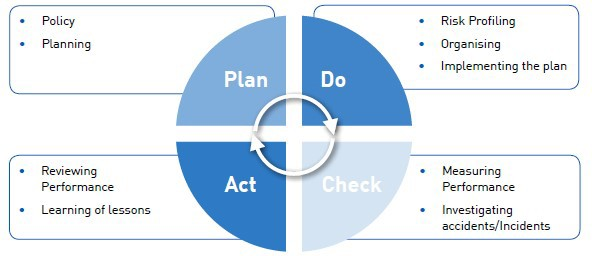 Policy
Planning
Plan
Do
Risk Profiling
Organising
Implementing the plan
Reviewing
Performance
Learning of lessons
Act
Check
Measuring
Performance
Investigating
accidents/Incidents